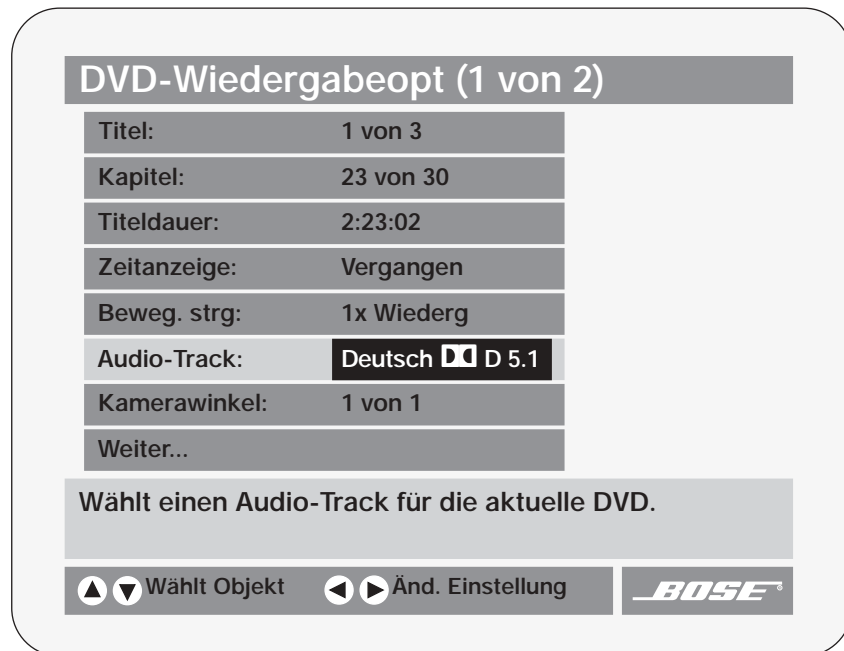 DVD-Wiedergabeopt (1 von 2)
Titel: 1 von 3
Kapitel: 23 von 30
Titeldauer: 2:23:02
Zeitanzeige: Vergangen
Beweg. strg: 1x Wiederg
Audio-Track: Deutsch D 5.1
Kamerawinkel: 1 von 1
Weiter...
Wählt einen Audio-Track für die aktuelle DVD.
Wählt Objekt Änd. Einstellung BOSE®